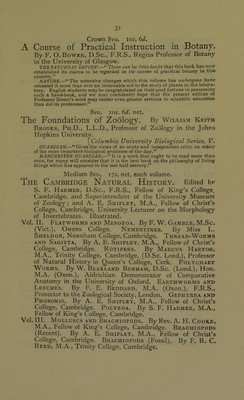 31
Crown 8vo. 10s. 6d.
A Course of Practical Instruction in Botany.
By F. O. Bower, D.Sc., F.R.S., Regius Professor of Botany
in the University of Glasgow.
THE SATURDAY REVIEW.—"There can be little doubt that this book has now
established its claims to be regarded as the course of practical botany in this
country."
NATURE.—"The extensive changes which this volume has undergone have
rendered it more than ever an invaluable aid to the study of plants in the labora-
tory. English students may be congratulated on their good fortune in possessing
such a hand-book, and we may confidently hope that the present edition of
Professor Bower's work may render even greater services to scientific education
than did its predecessor."
8vo. 10s. 6d. net.
The Foundations of Zoology. By William Keith
Brooks, Ph.D., L.L.D., Professor of Zoology in the Johns
Hopkins University.
[Columbia University Biological Series, V.
GUARDIAN.—"Gives the views of an acute and independent critic on many
of the more important biological questions of the day."
MANCHESTER GUARDIAN.—"It is a work that ought to be read more than
once, for many will consider that it is the best book on the philosophy of living
things which has appeared in the last half century."
Medium 8vo, 17s. net, each volume.
The Cambridge Natural History. Edited by
S. F. Harmer, D.Sc., F.R.S., Fellow of King's College,
Cambridge, and Superintendent of the University Museum
of Zoology; and A. E. Shipley, M.A., Fellow of Christ's
College, Cambridge, University Lecturer on the Morphology
of Invertebrates. Illustrated.
Vol. II. Flatworms and Mesozoa. By F. W. Gamble, M.Sc.
(Vict.), Owens College. Nemertines. By Miss L.
Sheldon, Newnham College, Cambridge. Thread-Worms
and Sagitta. By A. E. Shipley, M.A., Fellow of Christ's
College, Cambridge. Rotifers. By Marcus Hartog,
M.A., Trinity College, Cambridge, (D.Sc. Lond.), Professor
of Natural History in Queen's College, Cork. Polychaet
Worms. By W. Blaxland Benham, D.Sc. (Lond.), Hon.
M.A. (Oxon.), Aldrichian Demonstrator of Comparative
Anatomy in the University of Oxford. Earthworms and
Leeches. By F. E. Beddard, M.A. (Oxon.), F.R.S.,
Prosector to the Zoological Society, London. Gephyrea and
Phoronis. By A. E. Shipley, M.A., Fellow of Christ's
College, Cambridge. Polyzoa. By S. F. Harmer, M.A.,
Fellow of King's College, Cambridge.
Vol. III. Molluscs and Brachiopods. By Rev. A. H. Cooke,
M.A., Fellow of King's College, Cambridge. Brachiopods
(Recent). By A. E. Shipley, M.A., Fellow of Christ's
College, Cambridge. Brachiopods (Fossil). By F. R. C.
Reed, M.A., Trinity College, Cambridge.